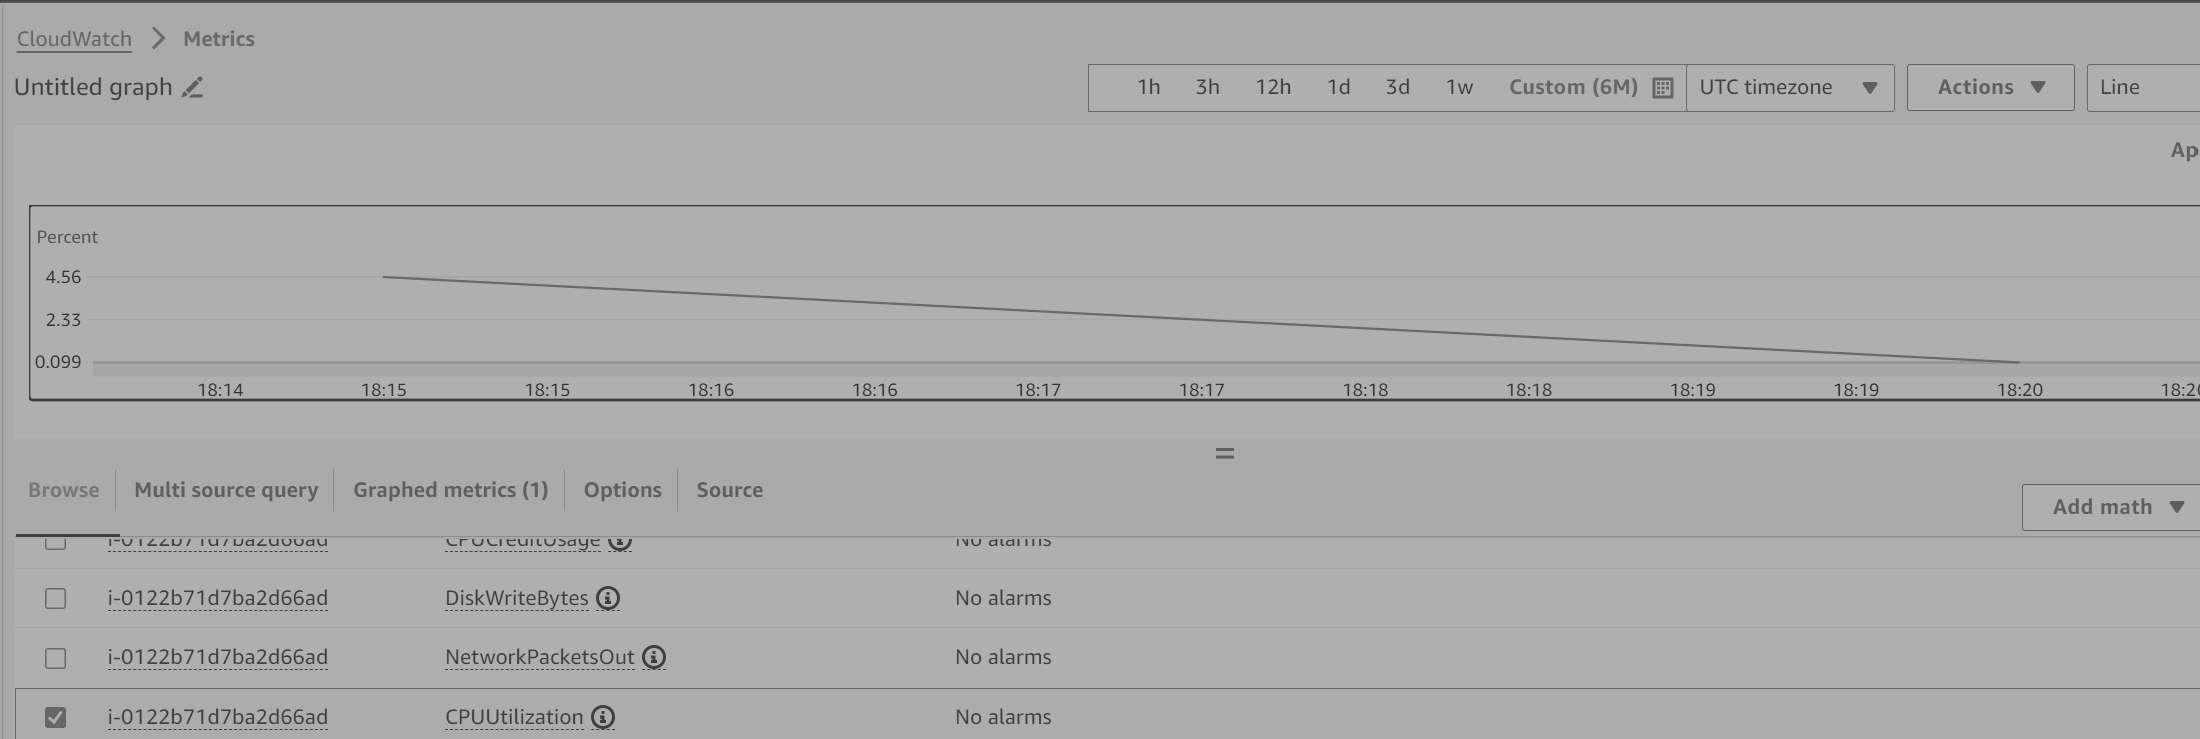 CloudWatch > Metrics
Untitled graph
1h 3h 12h 1d 3d 1w Custom (6M) UTC timezone Actions Line
Ap
Percent
4.56
2.33
0.099
18:14 18:15 18:15 18:16 18:16 18:17 18:17 18:18 18:18 18:19 18:19 18:20 18:20
Browse Multi source query Graphed metrics (1) Options Source
Add math
i-0122b71d7ba2d66ad CPUCreditUsage No alarms
i-0122b71d7ba2d66ad DiskWriteBytes No alarms
i-0122b71d7ba2d66ad NetworkPacketsOut No alarms
i-0122b71d7ba2d66ad CPUUtilization No alarms